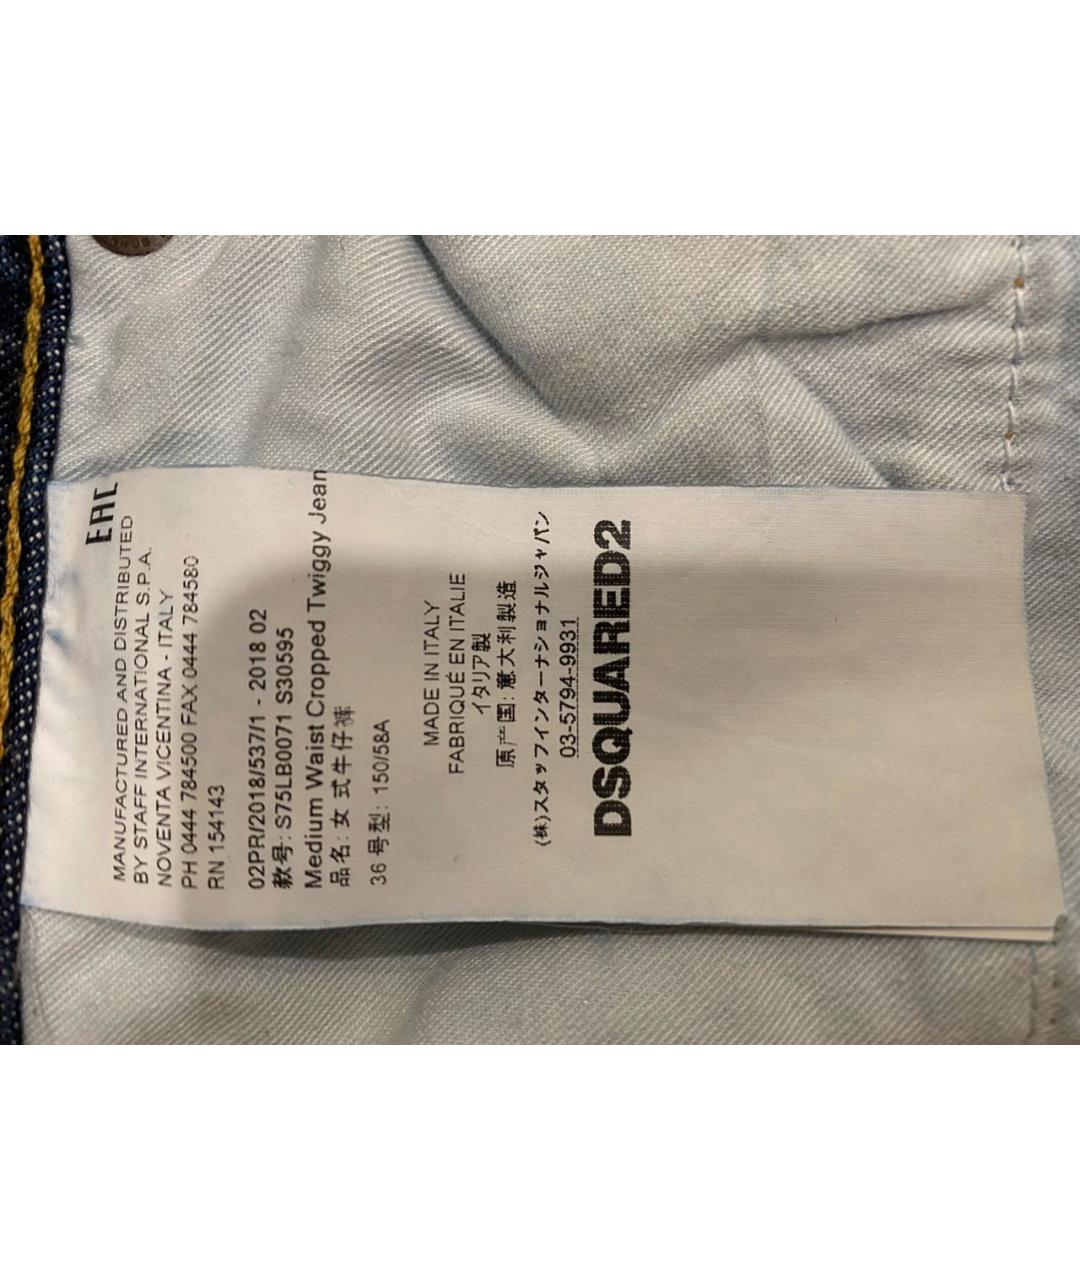 EAC
MANUFACTURED AND DISTRIBUTED
BY STAFF INTERNATIONAL S.P.A.
NOVENTA VICENTINA - ITALY
PH 0444 784500 FAX 0444 784580
RN 154143
02PR/2018/537/1 - 2018 02
款号: S75LB0071 S30595
Medium Waist Cropped Twiggy Jean
品名: 女 式 牛 仔 裤
36 号型: 150/58A
MADE IN ITALY
FABRIQUÉ EN ITALIE
イタリア製
原产国: 意大利製造
(株)スタッフインターナショナルジャパン
03-5794-9931
DSQUARED2